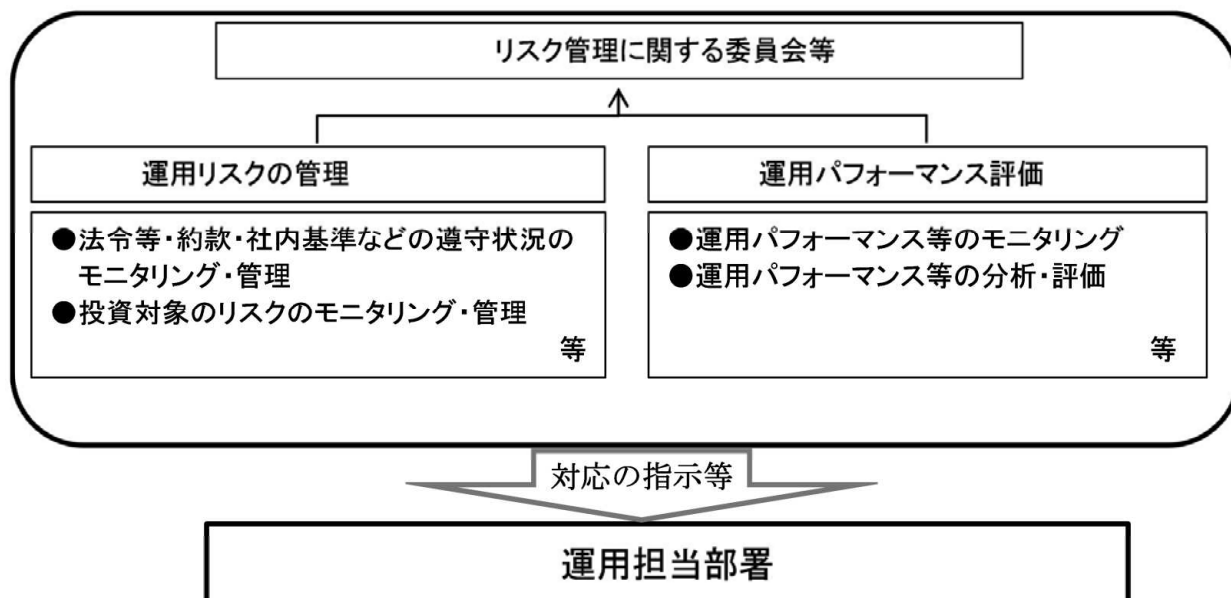 リスク管理に関する委員会等
運用リスクの管理
●法令等・約款・社内基準などの遵守状況の
モニタリング・管理
●投資対象のリスクのモニタリング・管理
等
運用パフォーマンス評価
●運用パフォーマンス等のモニタリング
●運用パフォーマンス等の分析・評価
等
対応の指示等
運用担当部署